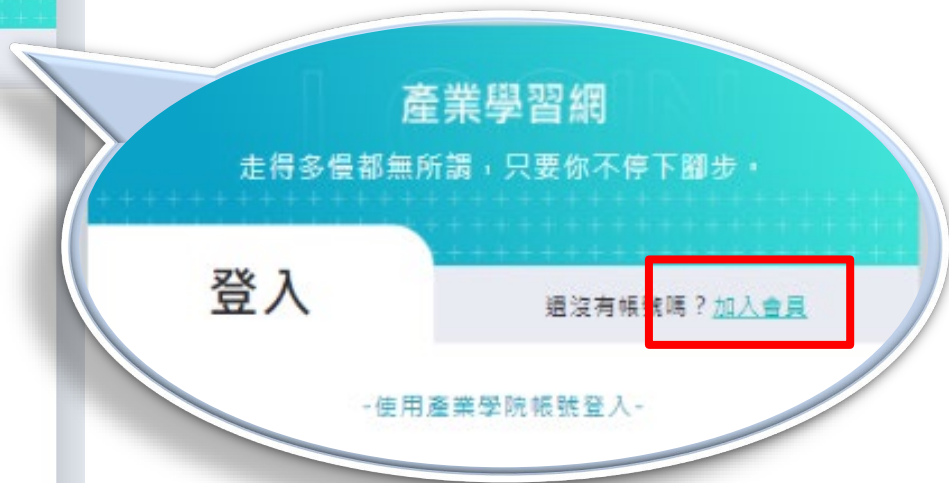 產業學習網
走得多慢都無所謂，只要你不停下腳步。
登入
還沒有帳號嗎？加入會員
-使用產業學院帳號登入-